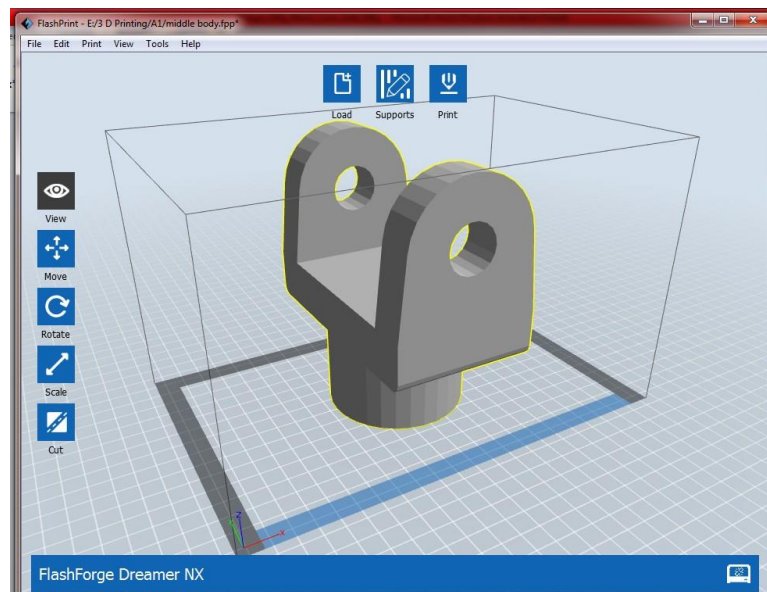 FlashPrint - E:/3 D Printing/A1/middle body.fpp*
File Edit Print View Tools Help
Load Supports Print
View
Move
Rotate
Scale
Cut
Z
X
FlashForge Dreamer NX